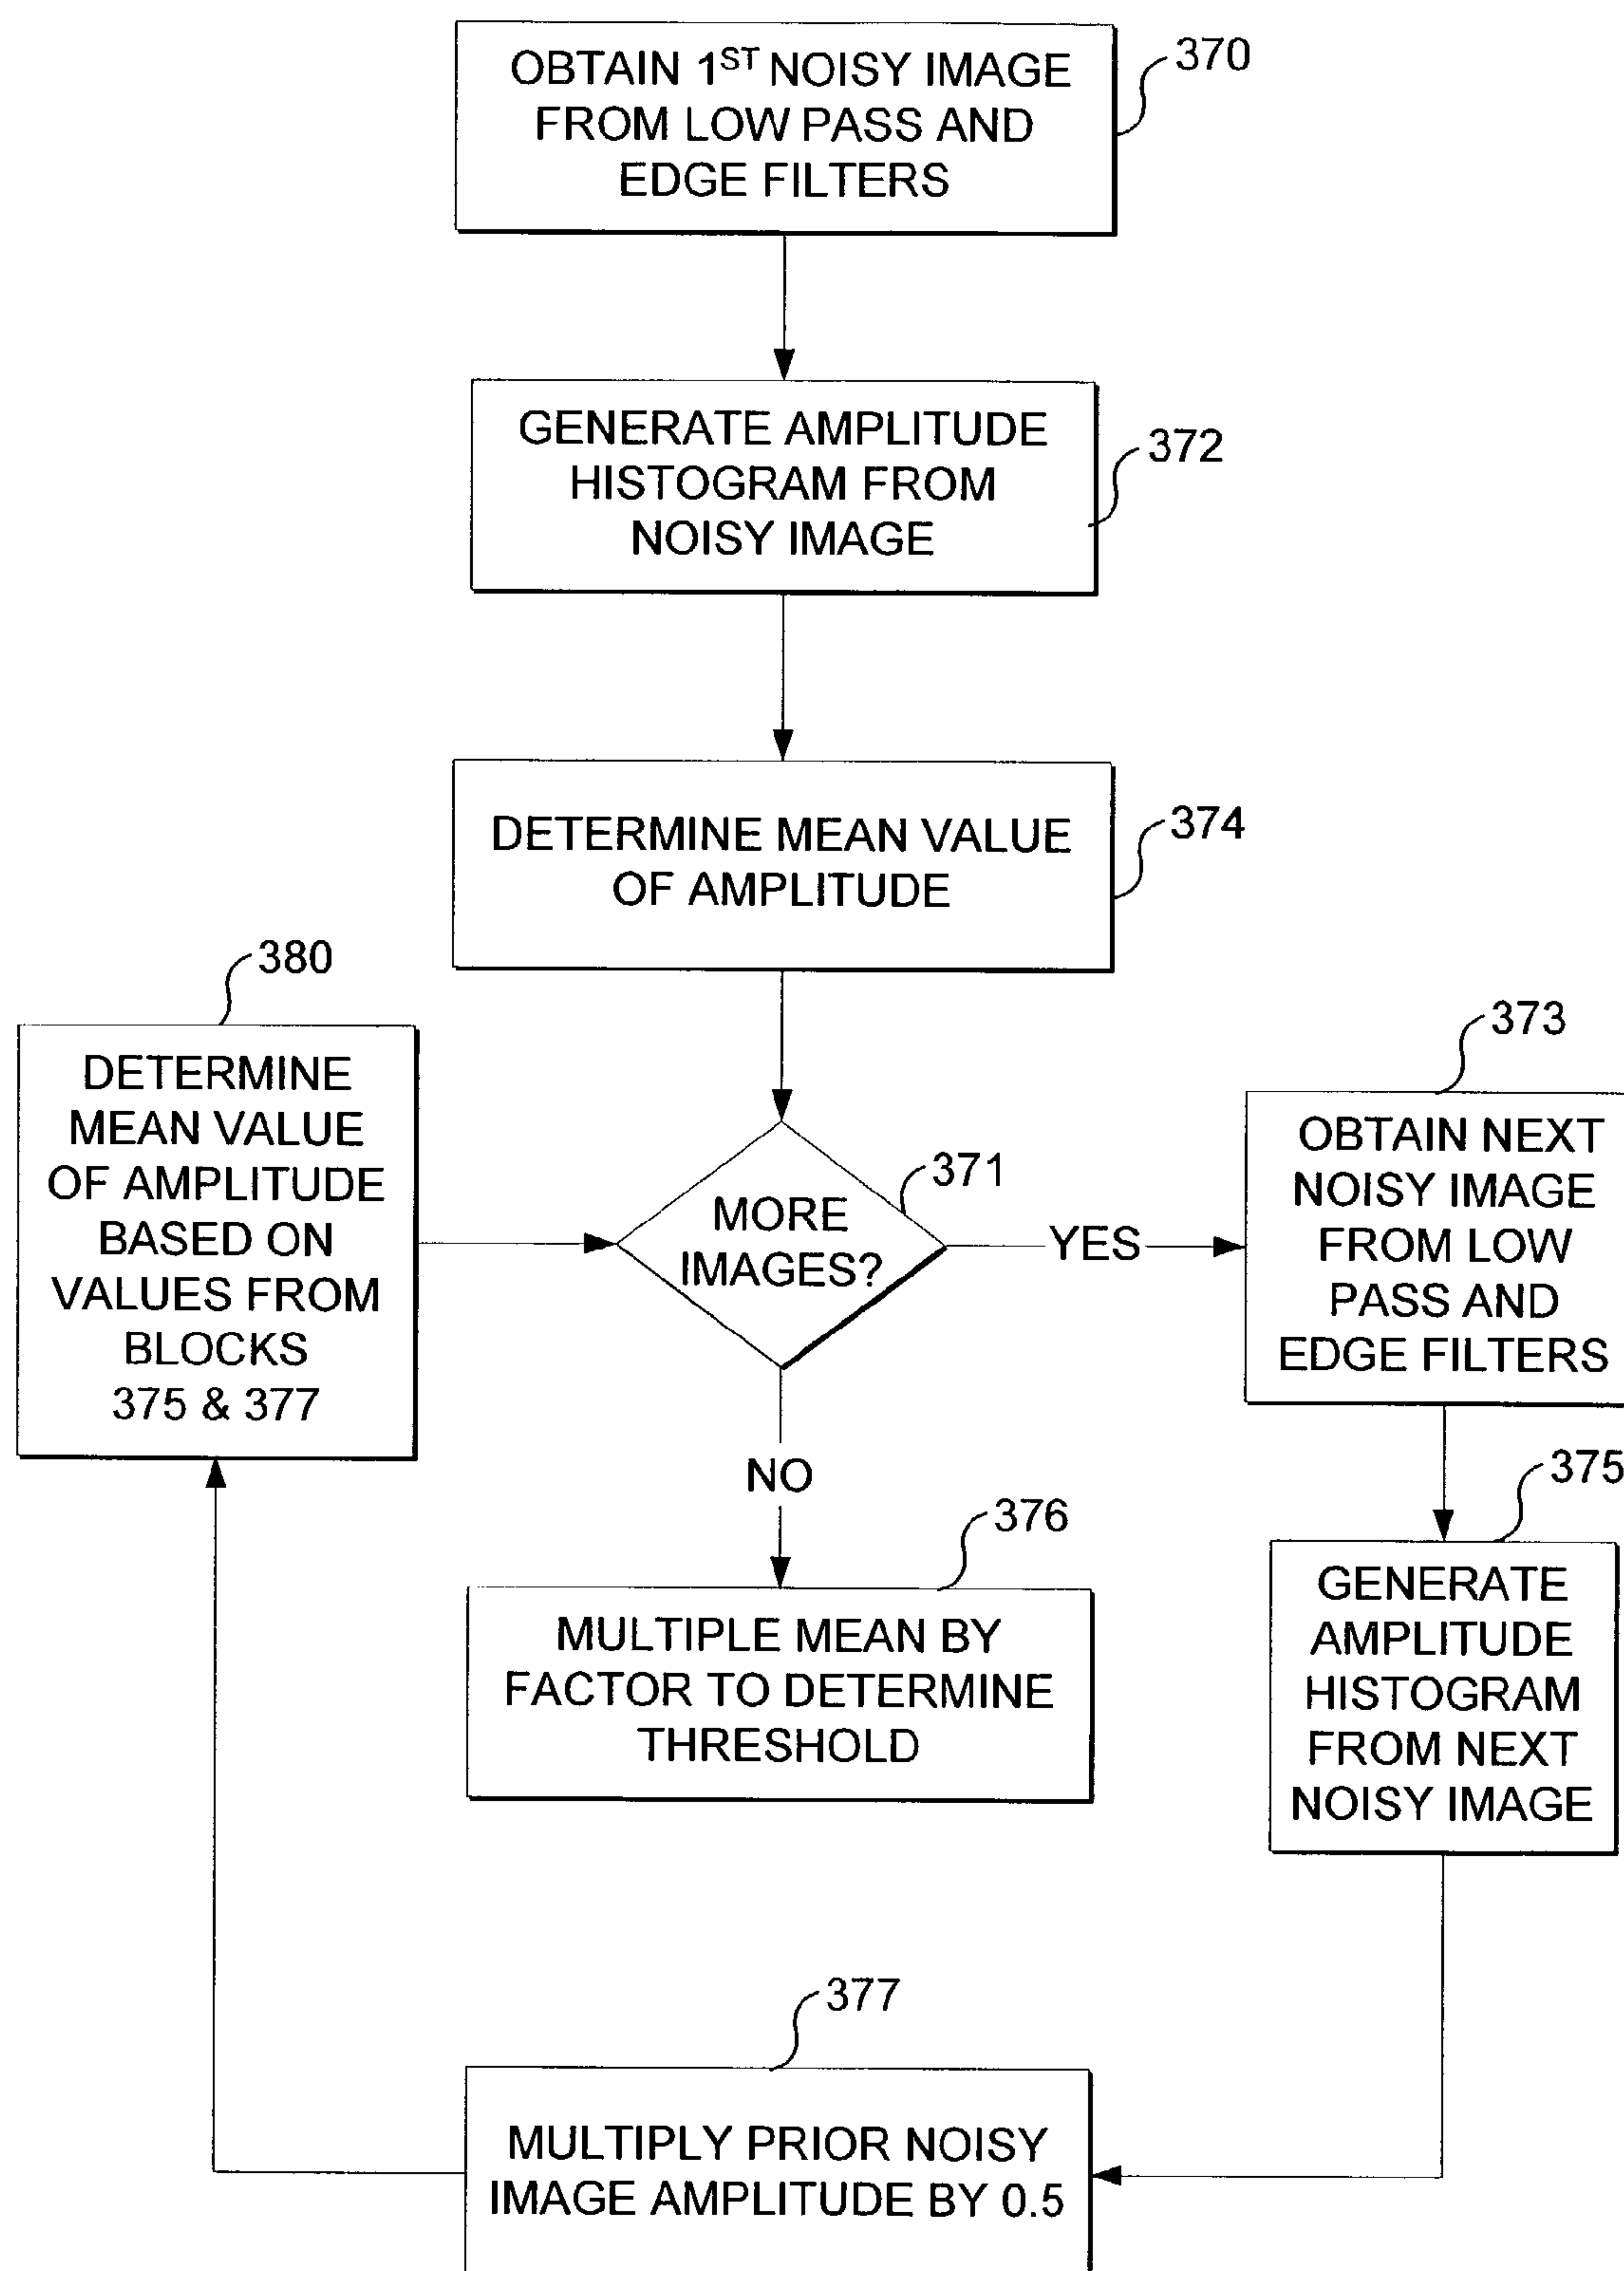 OBTAIN 1ST NOISY IMAGE
FROM LOW PASS AND
EDGE FILTERS
370
GENERATE AMPLITUDE
HISTOGRAM FROM
NOISY IMAGE
372
DETERMINE MEAN VALUE
OF AMPLITUDE
374
380
DETERMINE
MEAN VALUE
OF AMPLITUDE
BASED ON
VALUES FROM
BLOCKS
375 & 377
371
MORE
IMAGES?
YES
373
OBTAIN NEXT
NOISY IMAGE
FROM LOW
PASS AND
EDGE FILTERS
NO
376
MULTIPLE MEAN BY
FACTOR TO DETERMINE
THRESHOLD
375
GENERATE
AMPLITUDE
HISTOGRAM
FROM NEXT
NOISY IMAGE
377
MULTIPLY PRIOR NOISY
IMAGE AMPLITUDE BY 0.5